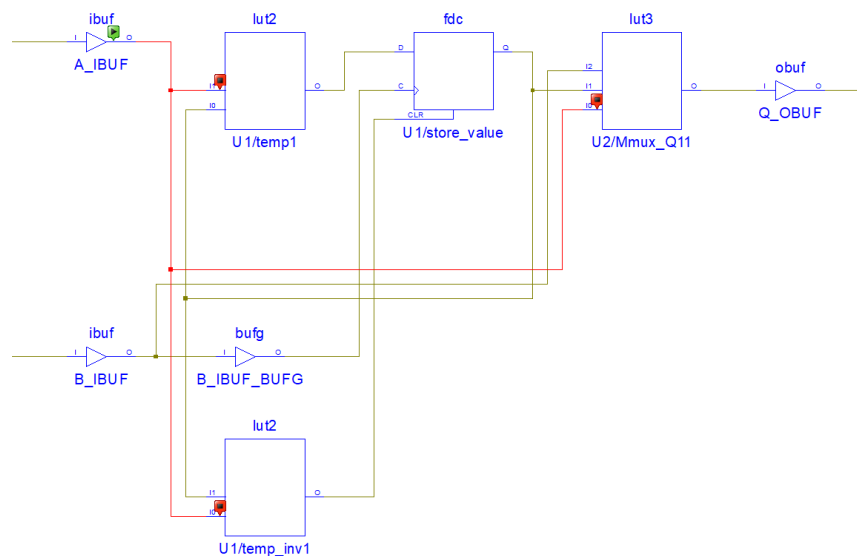 ibuf
I O
A_IBUF
lut2
I1
I0
O
U1/temp1
fdc
D Q
C
CLR
U1/store_value
lut3
I2
I1
I0
O
U2/Mmux_Q11
obuf
I O
Q_OBUF
ibuf
I O
B_IBUF
bufg
I O
B_IBUF_BUFG
lut2
I1
I0
O
U1/temp_inv1